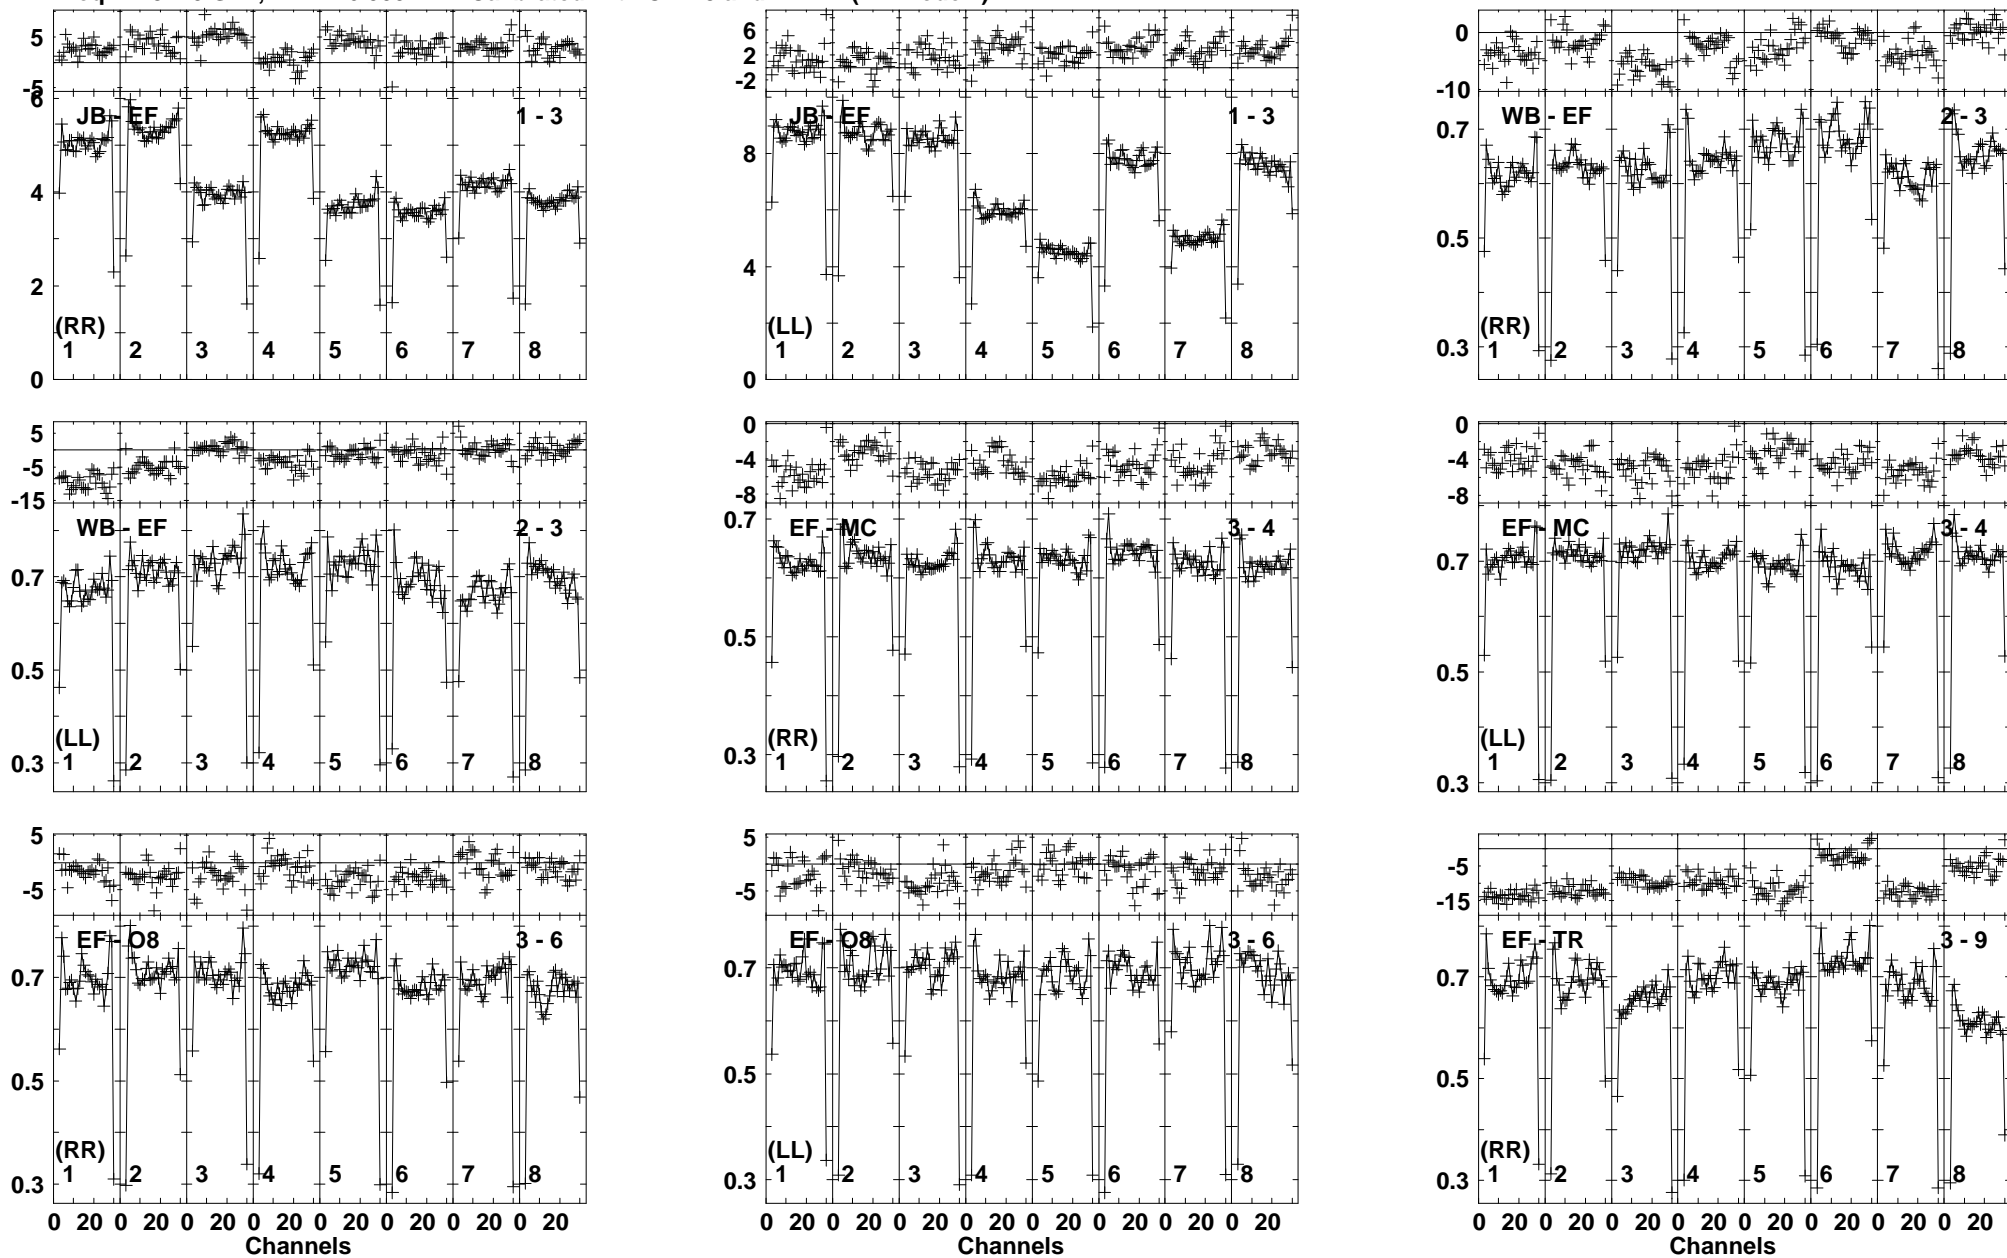 5 -5 6 4 2 0 JB - EF 1 - 3 (RR) 1 2 3 4 5 6 7 8
6 2 -2 8 4 0 JB - EF 1 - 3 (LL) 1 2 3 4 5 6 7 8
0 -10 0.7 0.5 0.3 WB - EF 2 - 3 (RR) 1 2 3 4 5 6 7 8
5 -5 -15 0.7 0.5 0.3 WB - EF 2 - 3 (LL) 1 2 3 4 5 6 7 8
0 -4 -8 0.7 0.5 0.3 EF - MC 3 - 4 (RR) 1 2 3 4 5 6 7 8
0 -4 -8 0.7 0.5 0.3 EF - MC 3 - 4 (LL) 1 2 3 4 5 6 7 8
5 -5 0.7 0.5 0.3 EF - O8 3 - 6 (RR) 1 2 3 4 5 6 7 8
0 20 0 20 0 20 0 20 0 20 0 20 0 20 0 20
Channels
5 -5 0.7 0.5 0.3 EF - O8 3 - 6 (LL) 1 2 3 4 5 6 7 8
0 20 0 20 0 20 0 20 0 20 0 20 0 20 0 20
Channels
-5 -15 0.7 0.5 0.3 EF - TR 3 - 9 (RR) 1 2 3 4 5 6 7 8
0 20 0 20 0 20 0 20 0 20 0 20 0 20 0 20
Channels